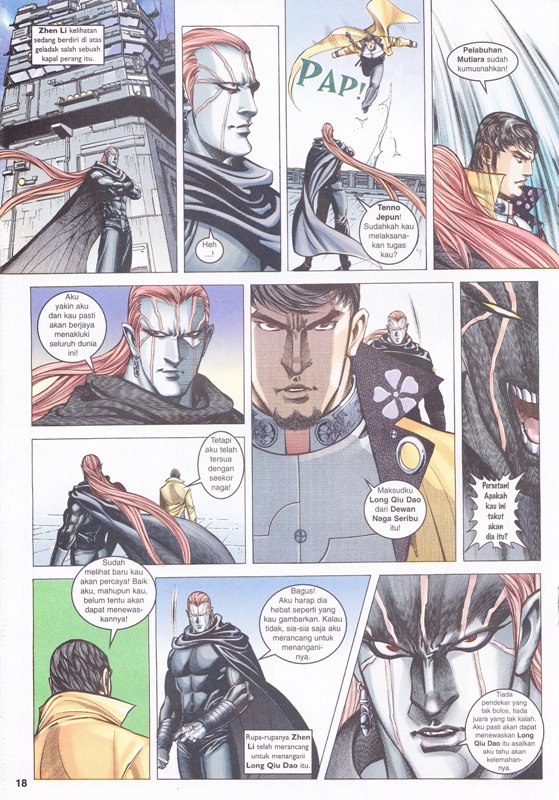 Zhen Li kelihatan
sedang berdiri di atas
geladak salah sebuah
kapal perang itu.
Heh
...!
PAP!
Tenno
Jepun!
Sudahkah kau
melaksana-
kan tugas
kau?
Pelabuhan
Mutiara sudah
kumusnahkan!
Aku
yakin aku
dan kau pasti
akan berjaya
menakluki
seluruh dunia
ini!
Tetapi
aku telah
tersua
dengan
seekor
naga!
Maksudku
Long Qiu Dao
dari Dewan
Naga Seribu
itu!
Persetan!
Apakah
kau ini
takut
akan
dia itu?
Sudah
melihat baru kau
akan percaya! Baik
aku, mahupun kau,
belum tentu akan
dapat menewas-
kannya!
Bagus!
Aku harap dia
hebat seperti yang
kau gambarkan. Kalau
tidak, sia-sia saja aku
merancang untuk
menangani-
nya.
Rupa-rupanya Zhen
Li telah merancang
untuk menangani
Long Qiu Dao itu.
Tiada
pendekar yang
tak bolos, tiada
juara yang tak kalah.
Aku pasti akan dapat
menewaskan Long
Qiu Dao itu asalkan
aku tahu akan
kelemahan-
nya.
18